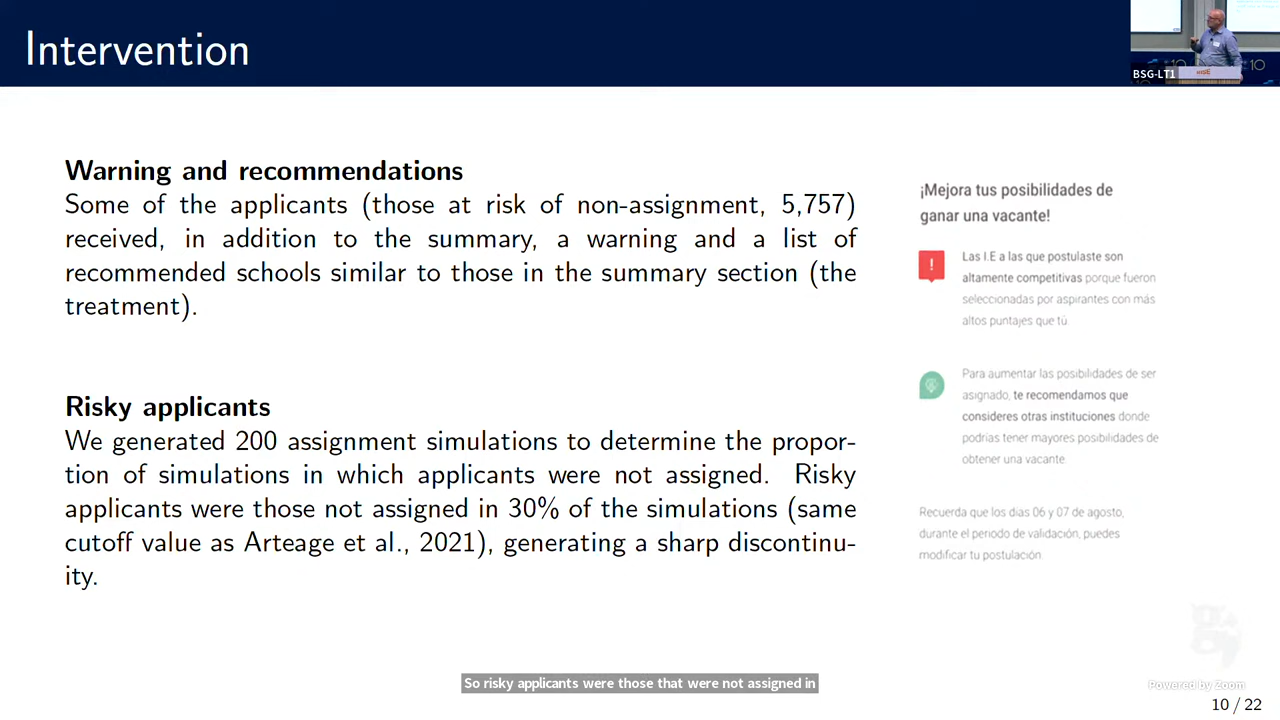 Intervention
BSG-LT1
Warning and recommendations
Some of the applicants (those at risk of non-assignment, 5,757)
received, in addition to the summary, a warning and a list of
recommended schools similar to those in the summary section (the
treatment).
Risky applicants
We generated 200 assignment simulations to determine the propor-
tion of simulations in which applicants were not assigned. Risky
applicants were those not assigned in 30% of the simulations (same
cutoff value as Arteage et al., 2021), generating a sharp discontinu-
ity.
¡Mejora tus posibilidades de
ganar una vacante!
!
Las I.E a las que postulaste son
altamente competitivas porque fueron
seleccionadas por aspirantes con más
altos puntajes que tú
Para aumentar las posibilidades de ser
asignado, te recomendamos que
consideres otras instituciones donde
podrías tener mayores posibilidades de
obtener una vacante.
Recuerda que los días 06 y 07 de agosto,
durante el periodo de validación, puedes
modificar tu postulación.
So risky applicants were those that were not assigned in
Powered by Zoom
10 / 22